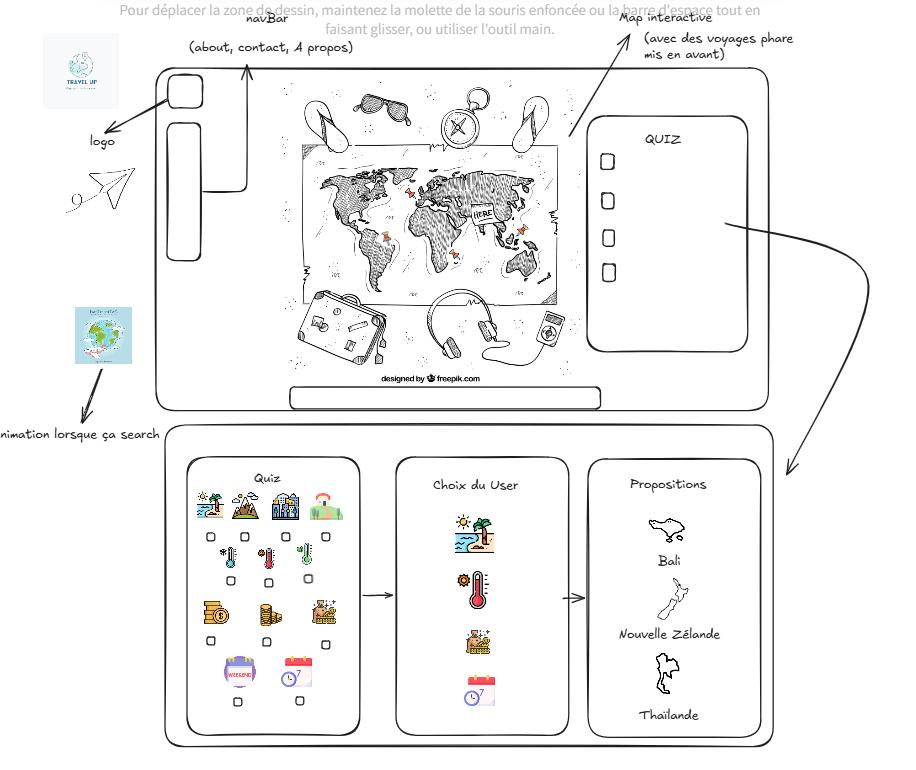 Pour déplacer la zone de dessin, maintenez la molette de la souris enfoncée ou la barre d'espace tout en
faisant glisser, ou utiliser l'outil main.
navBar
(about, contact, A propos)
Map interactive
(avec des voyages phare
mis en avant)
TRAVEL UP
logo
QUIZ
HERE
designed by freepik.com
nimation lorsque ça search
Quiz
WEEKEND
7
Choix du User
7
Propositions
Bali
Nouvelle Zélande
Thaïlande